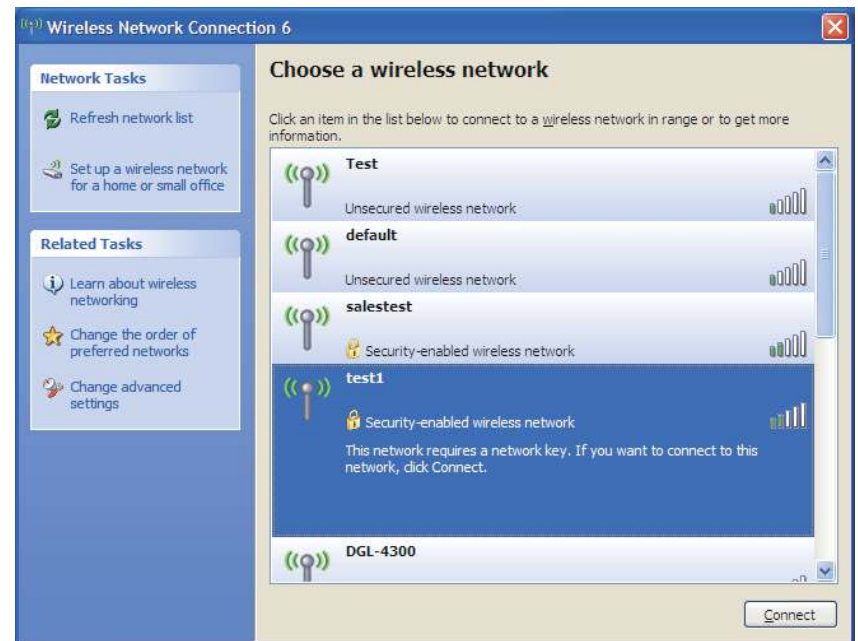 Wireless Network Connection 6
Network Tasks
Refresh network list
Set up a wireless network
for a home or small office
Related Tasks
Learn about wireless
networking
Change the order of
preferred networks
Change advanced
settings
Choose a wireless network
Click an item in the list below to connect to a wireless network in range or to get more
information.
Test
Unsecured wireless network
default
Unsecured wireless network
salestest
Security-enabled wireless network
test1
Security-enabled wireless network
This network requires a network key. If you want to connect to this
network, click Connect.
DGL-4300
Connect